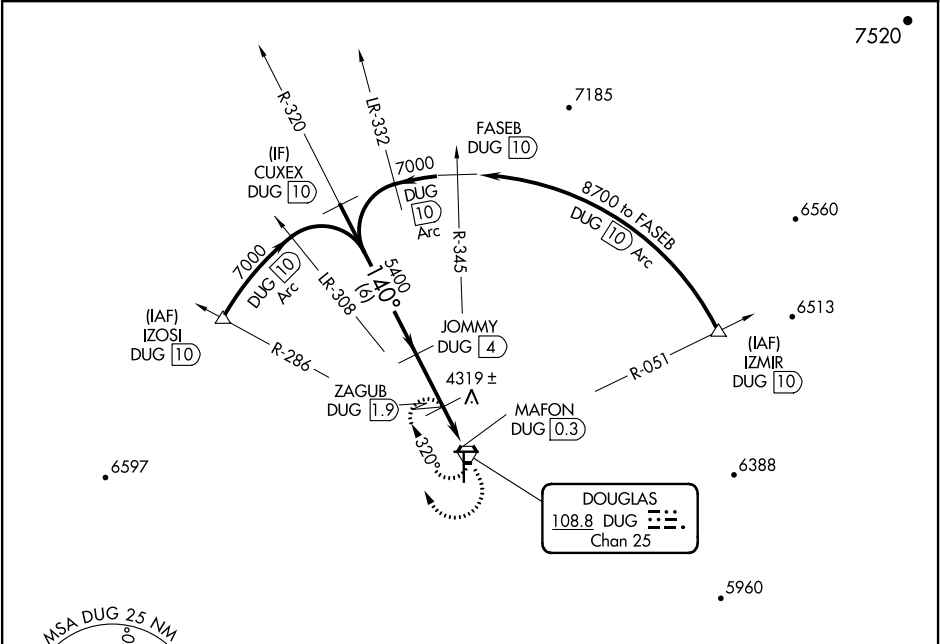 7520
7185
FASEB
DUG 10
R-320
LR-332
(IF)
CUXEX
DUG 10
7000
DUG
10
Arc
8700 to FASEB
DUG 10 Arc
6560
R-345
7000
DUG 10
Arc
LR-308
5400
140°
(6)
(IAF)
IZOSI
DUG 10
R-286
JOMMY
DUG 4
6513
(IAF)
IZMIR
DUG 10
R-051
ZAGUB
DUG 1.9
4319 ±
MAFON
DUG 0.3
320°
6597
6388
DOUGLAS
108.8 DUG
Chan 25
5960
MSA DUG 25 NM
0°